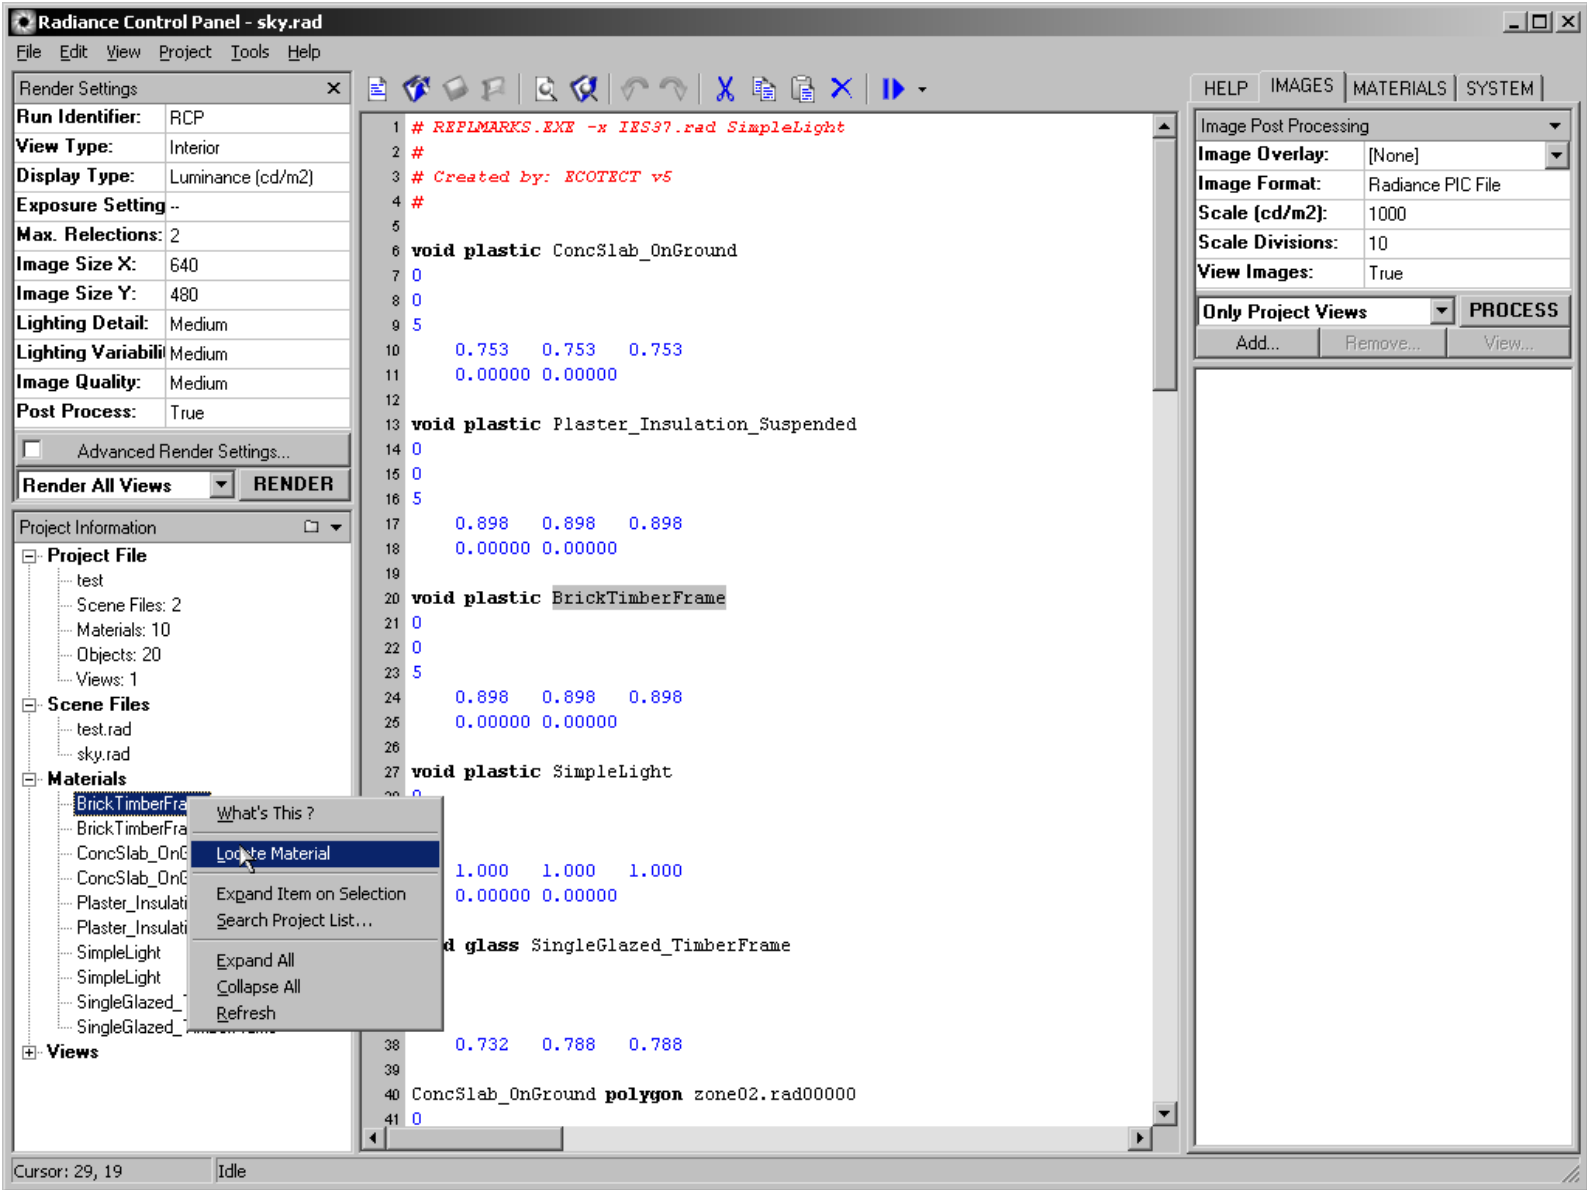 Radiance Control Panel - sky.rad
File Edit View Project Tools Help
Render Settings
Run Identifier: RCP
View Type: Interior
Display Type: Luminance (cd/m2)
Exposure Setting --
Max. Relections: 2
Image Size X: 640
Image Size Y: 480
Lighting Detail: Medium
Lighting Variabili Medium
Image Quality: Medium
Post Process: True
Advanced Render Settings...
Render All Views RENDER
Project Information
Project File
test
Scene Files: 2
Materials: 10
Objects: 20
Views: 1
Scene Files
test.rad
sky.rad
Materials
BrickTimberFra
BrickTimberFra
ConcSlab_OnG
ConcSlab_OnG
Plaster_Insulati
Plaster_Insulati
SimpleLight
SimpleLight
SingleGlazed_
SingleGlazed_
Views
What's This ?
Locate Material
Expand Item on Selection
Search Project List...
Expand All
Collapse All
Refresh
1 # REPLMARKS.EXE -x IES97.rad SimpleLight
2 #
3 # Created by: ECOTECT v5
4 #
5
6 void plastic ConcSlab_OnGround
7 0
8 0
9 5
10 0.753 0.753 0.753
11 0.00000 0.00000
12
13 void plastic Plaster_Insulation_Suspended
14 0
15 0
16 5
17 0.898 0.898 0.898
18 0.00000 0.00000
19
20 void plastic BrickTimberFrame
21 0
22 0
23 5
24 0.898 0.898 0.898
25 0.00000 0.00000
26
27 void plastic SimpleLight
1.000 1.000 1.000
0.00000 0.00000
d glass SingleGlazed_TimberFrame
38 0.732 0.788 0.788
39
40 ConcSlab_OnGround polygon zone02.rad00000
41 0
HELP IMAGES MATERIALS SYSTEM
Image Post Processing
Image Overlay: [None]
Image Format: Radiance PIC File
Scale (cd/m2): 1000
Scale Divisions: 10
View Images: True
Only Project Views PROCESS
Add... Remove... View...
Cursor: 29, 19 Idle